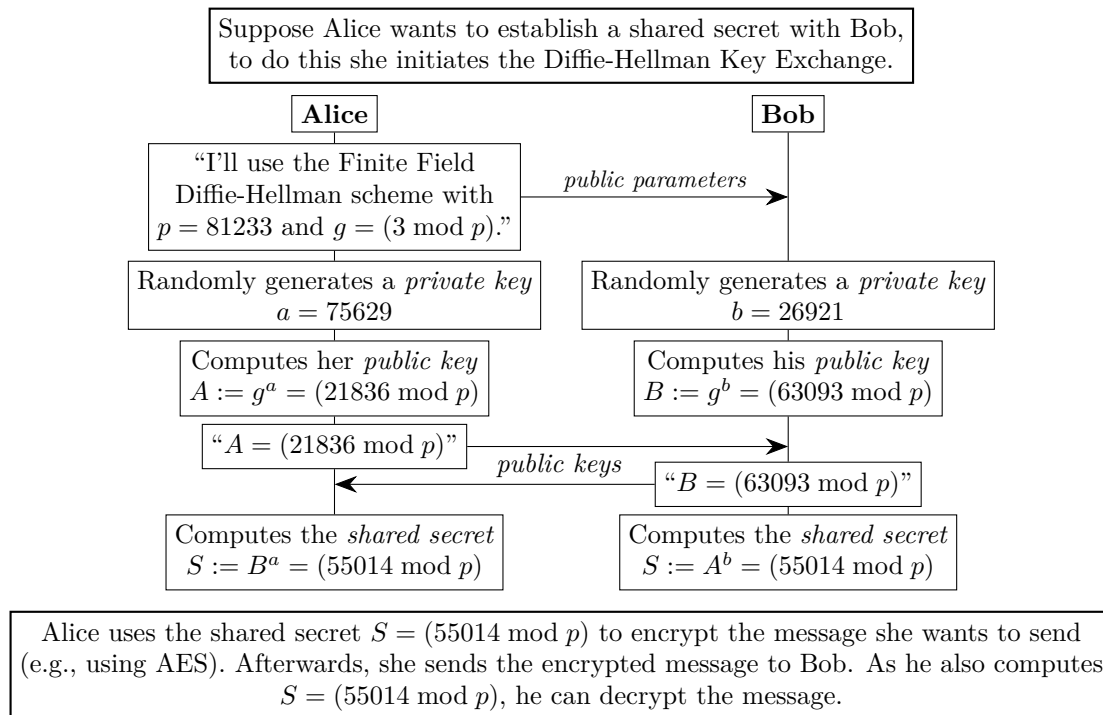 Suppose Alice wants to establish a shared secret with Bob,
to do this she initiates the Diffie-Hellman Key Exchange.
Alice
Bob
“I'll use the Finite Field
Diffie-Hellman scheme with
p = 81233 and g = (3 mod p).”
public parameters
Randomly generates a private key
a = 75629
Randomly generates a private key
b = 26921
Computes her public key
A := gᵃ = (21836 mod p)
Computes his public key
B := gᵇ = (63093 mod p)
“A = (21836 mod p)”
public keys
“B = (63093 mod p)”
Computes the shared secret
S := Bᵃ = (55014 mod p)
Computes the shared secret
S := Aᵇ = (55014 mod p)
Alice uses the shared secret S = (55014 mod p) to encrypt the message she wants to send
(e.g., using AES). Afterwards, she sends the encrypted message to Bob. As he also computes
S = (55014 mod p), he can decrypt the message.